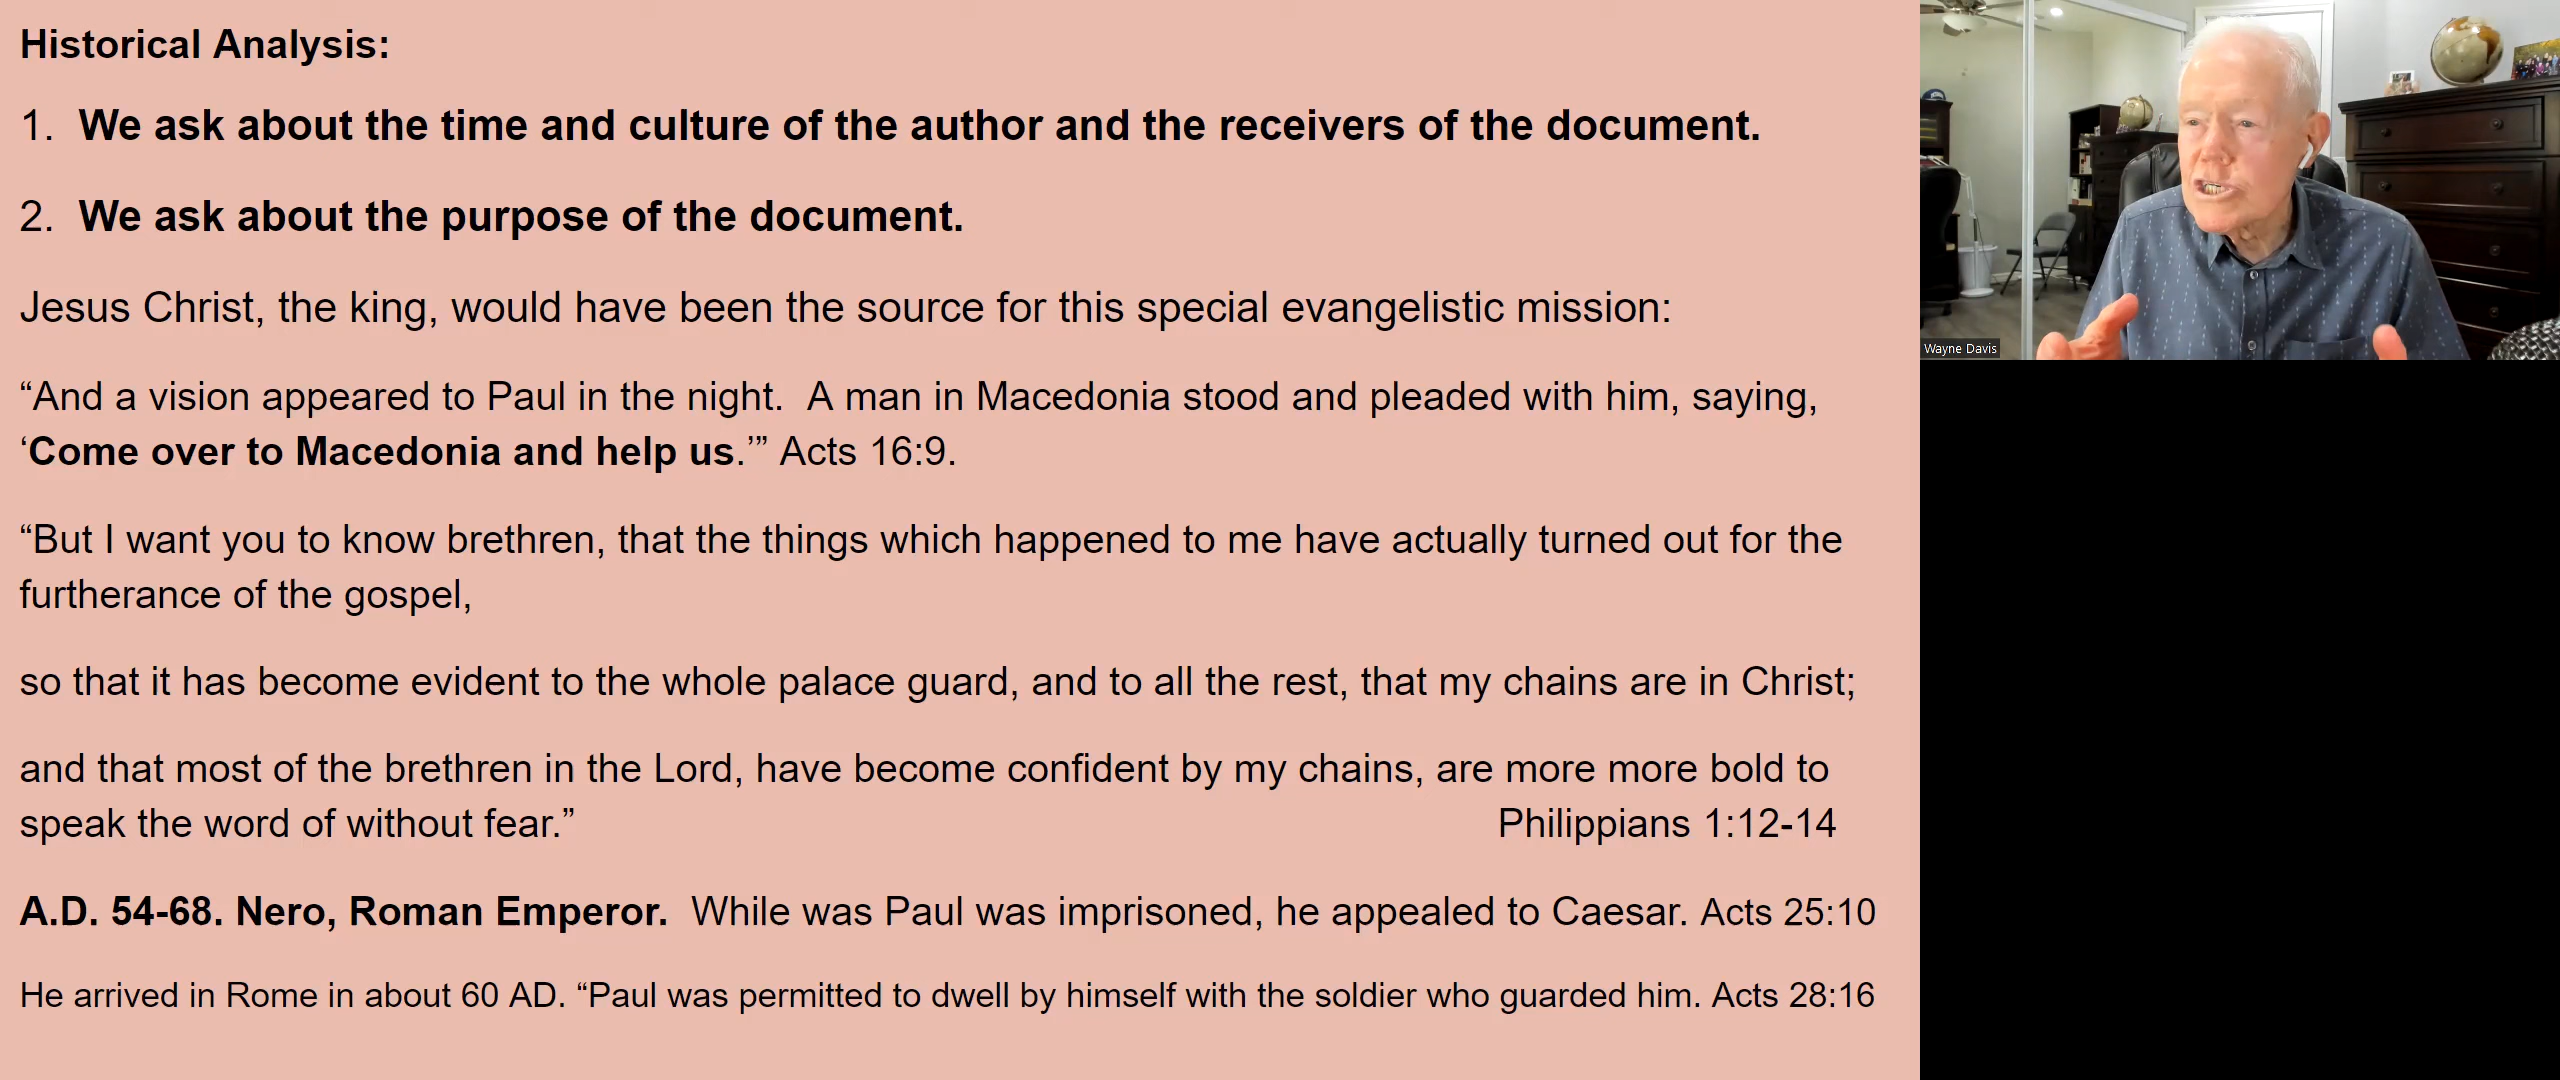 Historical Analysis:
1. We ask about the time and culture of the author and the receivers of the document.
2. We ask about the purpose of the document.
Jesus Christ, the king, would have been the source for this special evangelistic mission:
“And a vision appeared to Paul in the night. A man in Macedonia stood and pleaded with him, saying,
‘Come over to Macedonia and help us.’” Acts 16:9.
“But I want you to know brethren, that the things which happened to me have actually turned out for the
furtherance of the gospel,
so that it has become evident to the whole palace guard, and to all the rest, that my chains are in Christ;
and that most of the brethren in the Lord, have become confident by my chains, are more more bold to
speak the word of without fear.” Philippians 1:12-14
A.D. 54-68. Nero, Roman Emperor. While was Paul was imprisoned, he appealed to Caesar. Acts 25:10
He arrived in Rome in about 60 AD. “Paul was permitted to dwell by himself with the soldier who guarded him. Acts 28:16
Wayne Davis